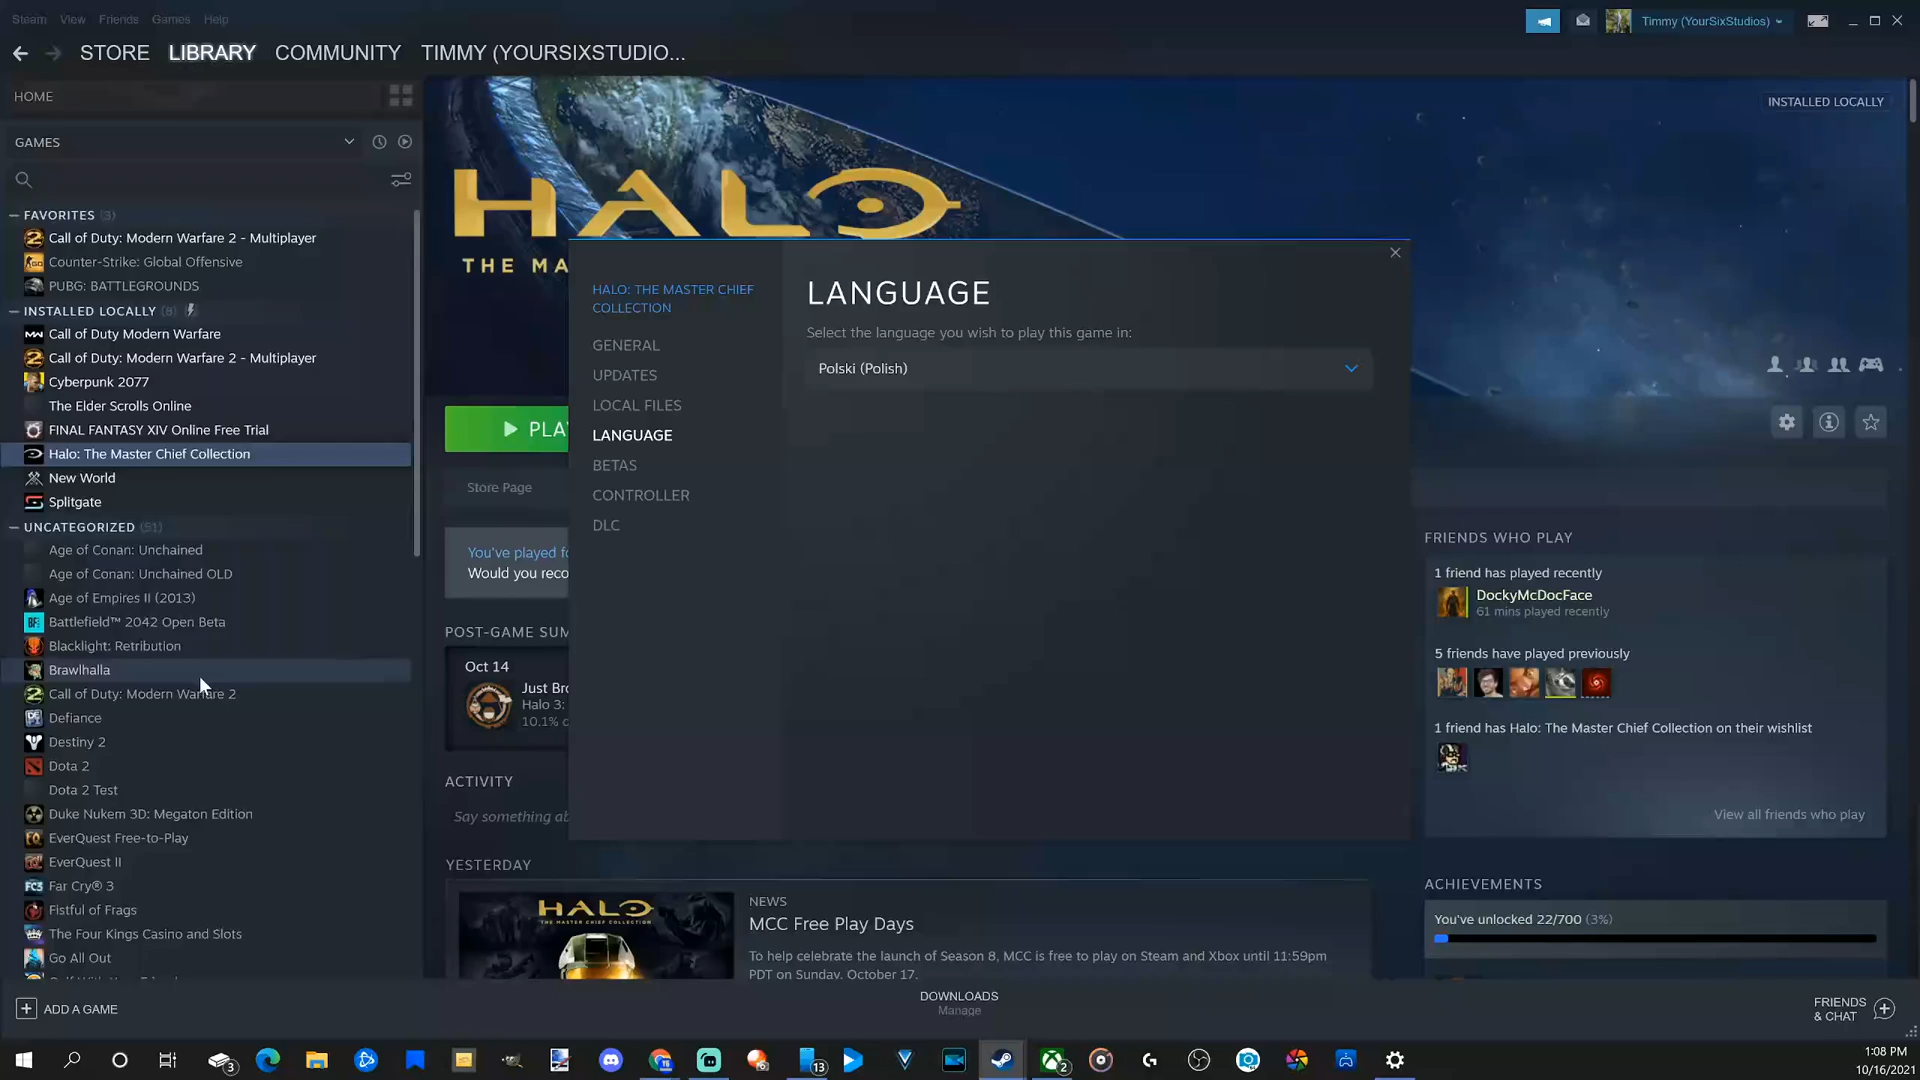 Steam View Friends Games Help
Timmy (YourSixStudios)
STORE LIBRARY COMMUNITY TIMMY (YOURSIXSTUDIO...
HOME
INSTALLED LOCALLY
GAMES
FAVORITES (3)
Call of Duty: Modern Warfare 2 - Multiplayer
Counter-Strike: Global Offensive
PUBG: BATTLEGROUNDS
INSTALLED LOCALLY (8)
Call of Duty Modern Warfare
Call of Duty: Modern Warfare 2 - Multiplayer
Cyberpunk 2077
The Elder Scrolls Online
FINAL FANTASY XIV Online Free Trial
Halo: The Master Chief Collection
New World
Splitgate
UNCATEGORIZED (51)
Age of Conan: Unchained
Age of Conan: Unchained OLD
Age of Empires II (2013)
Battlefield™ 2042 Open Beta
Blacklight: Retribution
Brawlhalla
Call of Duty: Modern Warfare 2
Defiance
Destiny 2
Dota 2
Dota 2 Test
Duke Nukem 3D: Megaton Edition
EverQuest Free-to-Play
EverQuest II
Far Cry® 3
Fistful of Frags
The Four Kings Casino and Slots
Go All Out
HALO
THE MA
PLA
Store Page
You've played fo
Would you reco
POST-GAME SUM
Oct 14
Just Bro
Halo 3:
10.1% o
ACTIVITY
Say something ab
YESTERDAY
HALO
THE MASTER CHIEF COLLECTION
NEWS
MCC Free Play Days
To help celebrate the launch of Season 8, MCC is free to play on Steam and Xbox until 11:59pm
PDT on Sunday, October 17.
HALO: THE MASTER CHIEF
COLLECTION
GENERAL
UPDATES
LOCAL FILES
LANGUAGE
BETAS
CONTROLLER
DLC
LANGUAGE
Select the language you wish to play this game in:
Polski (Polish)
FRIENDS WHO PLAY
1 friend has played recently
DockyMcDocFace
61 mins played recently
5 friends have played previously
1 friend has Halo: The Master Chief Collection on their wishlist
View all friends who play
ACHIEVEMENTS
You've unlocked 22/700 (3%)
ADD A GAME
DOWNLOADS
Manage
FRIENDS
& CHAT
3
13
2
1:08 PM
10/16/2021